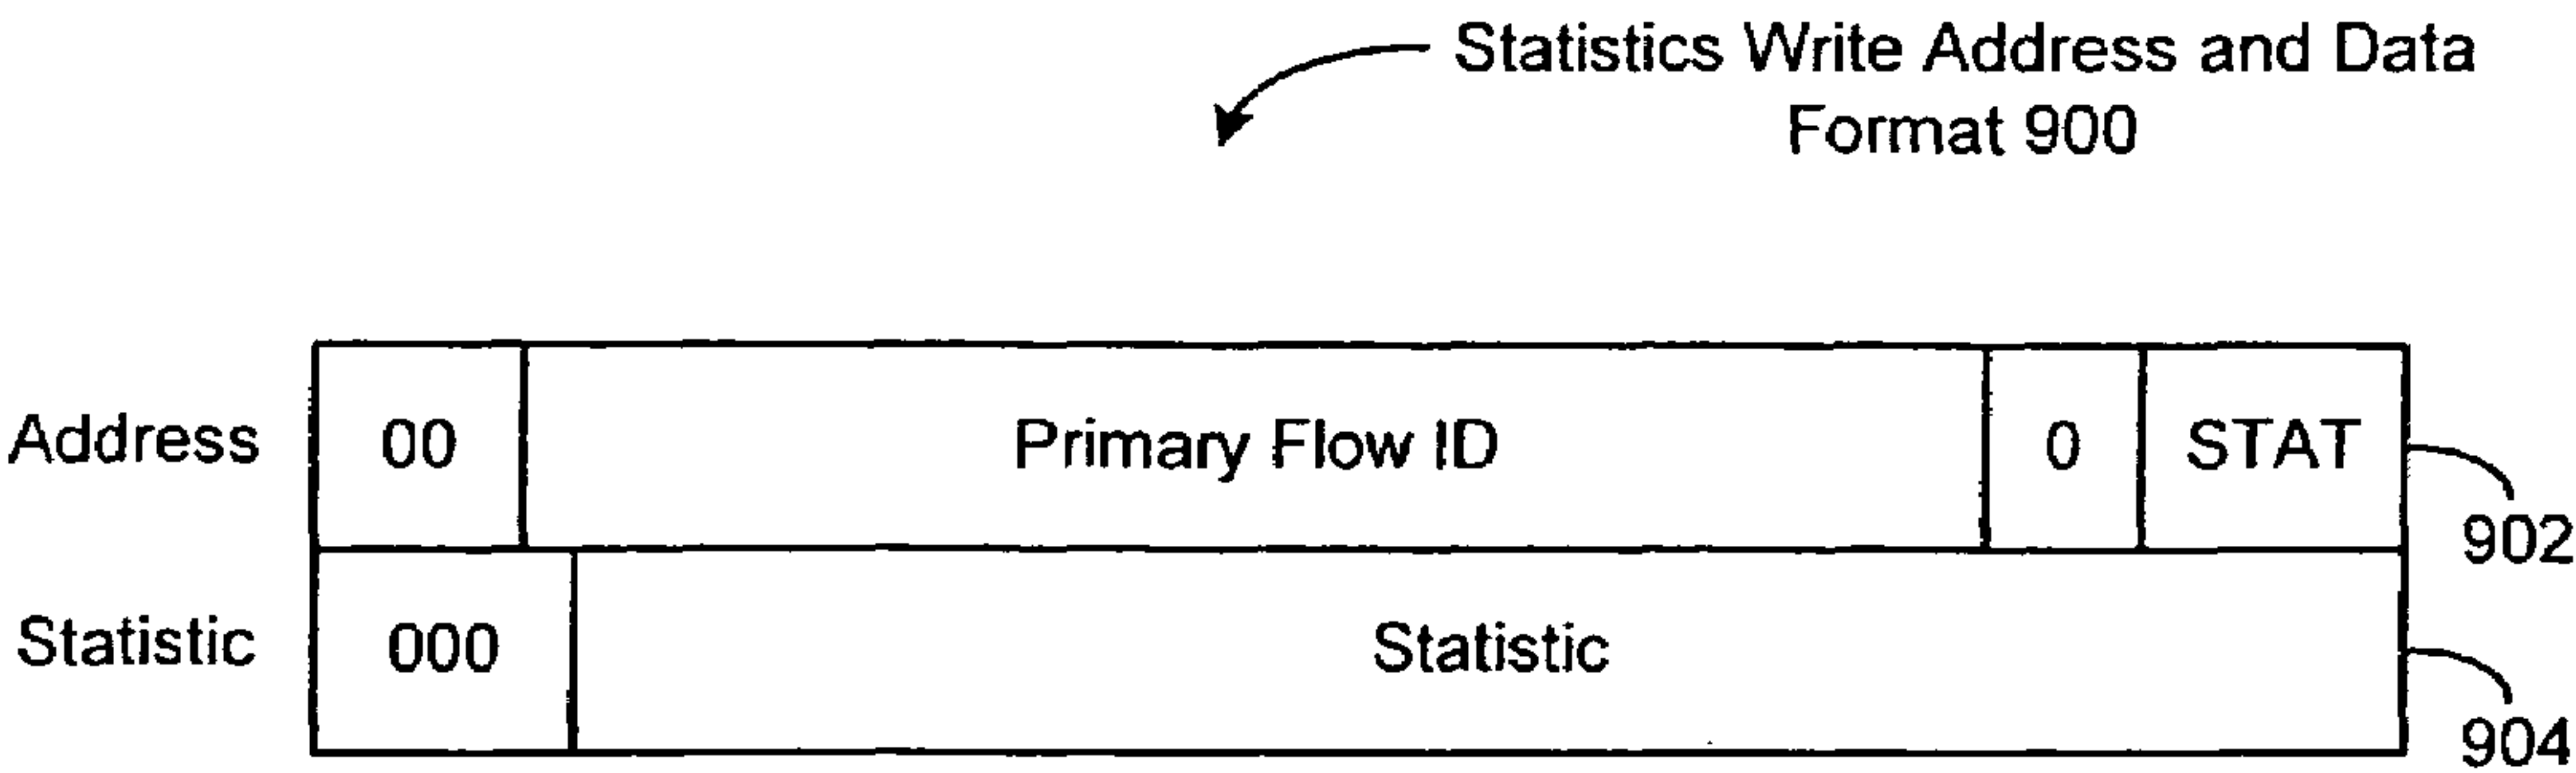 Statistics Write Address and Data
Format 900
Address 00 Primary Flow ID 0 STAT
902
Statistic 000 Statistic
904